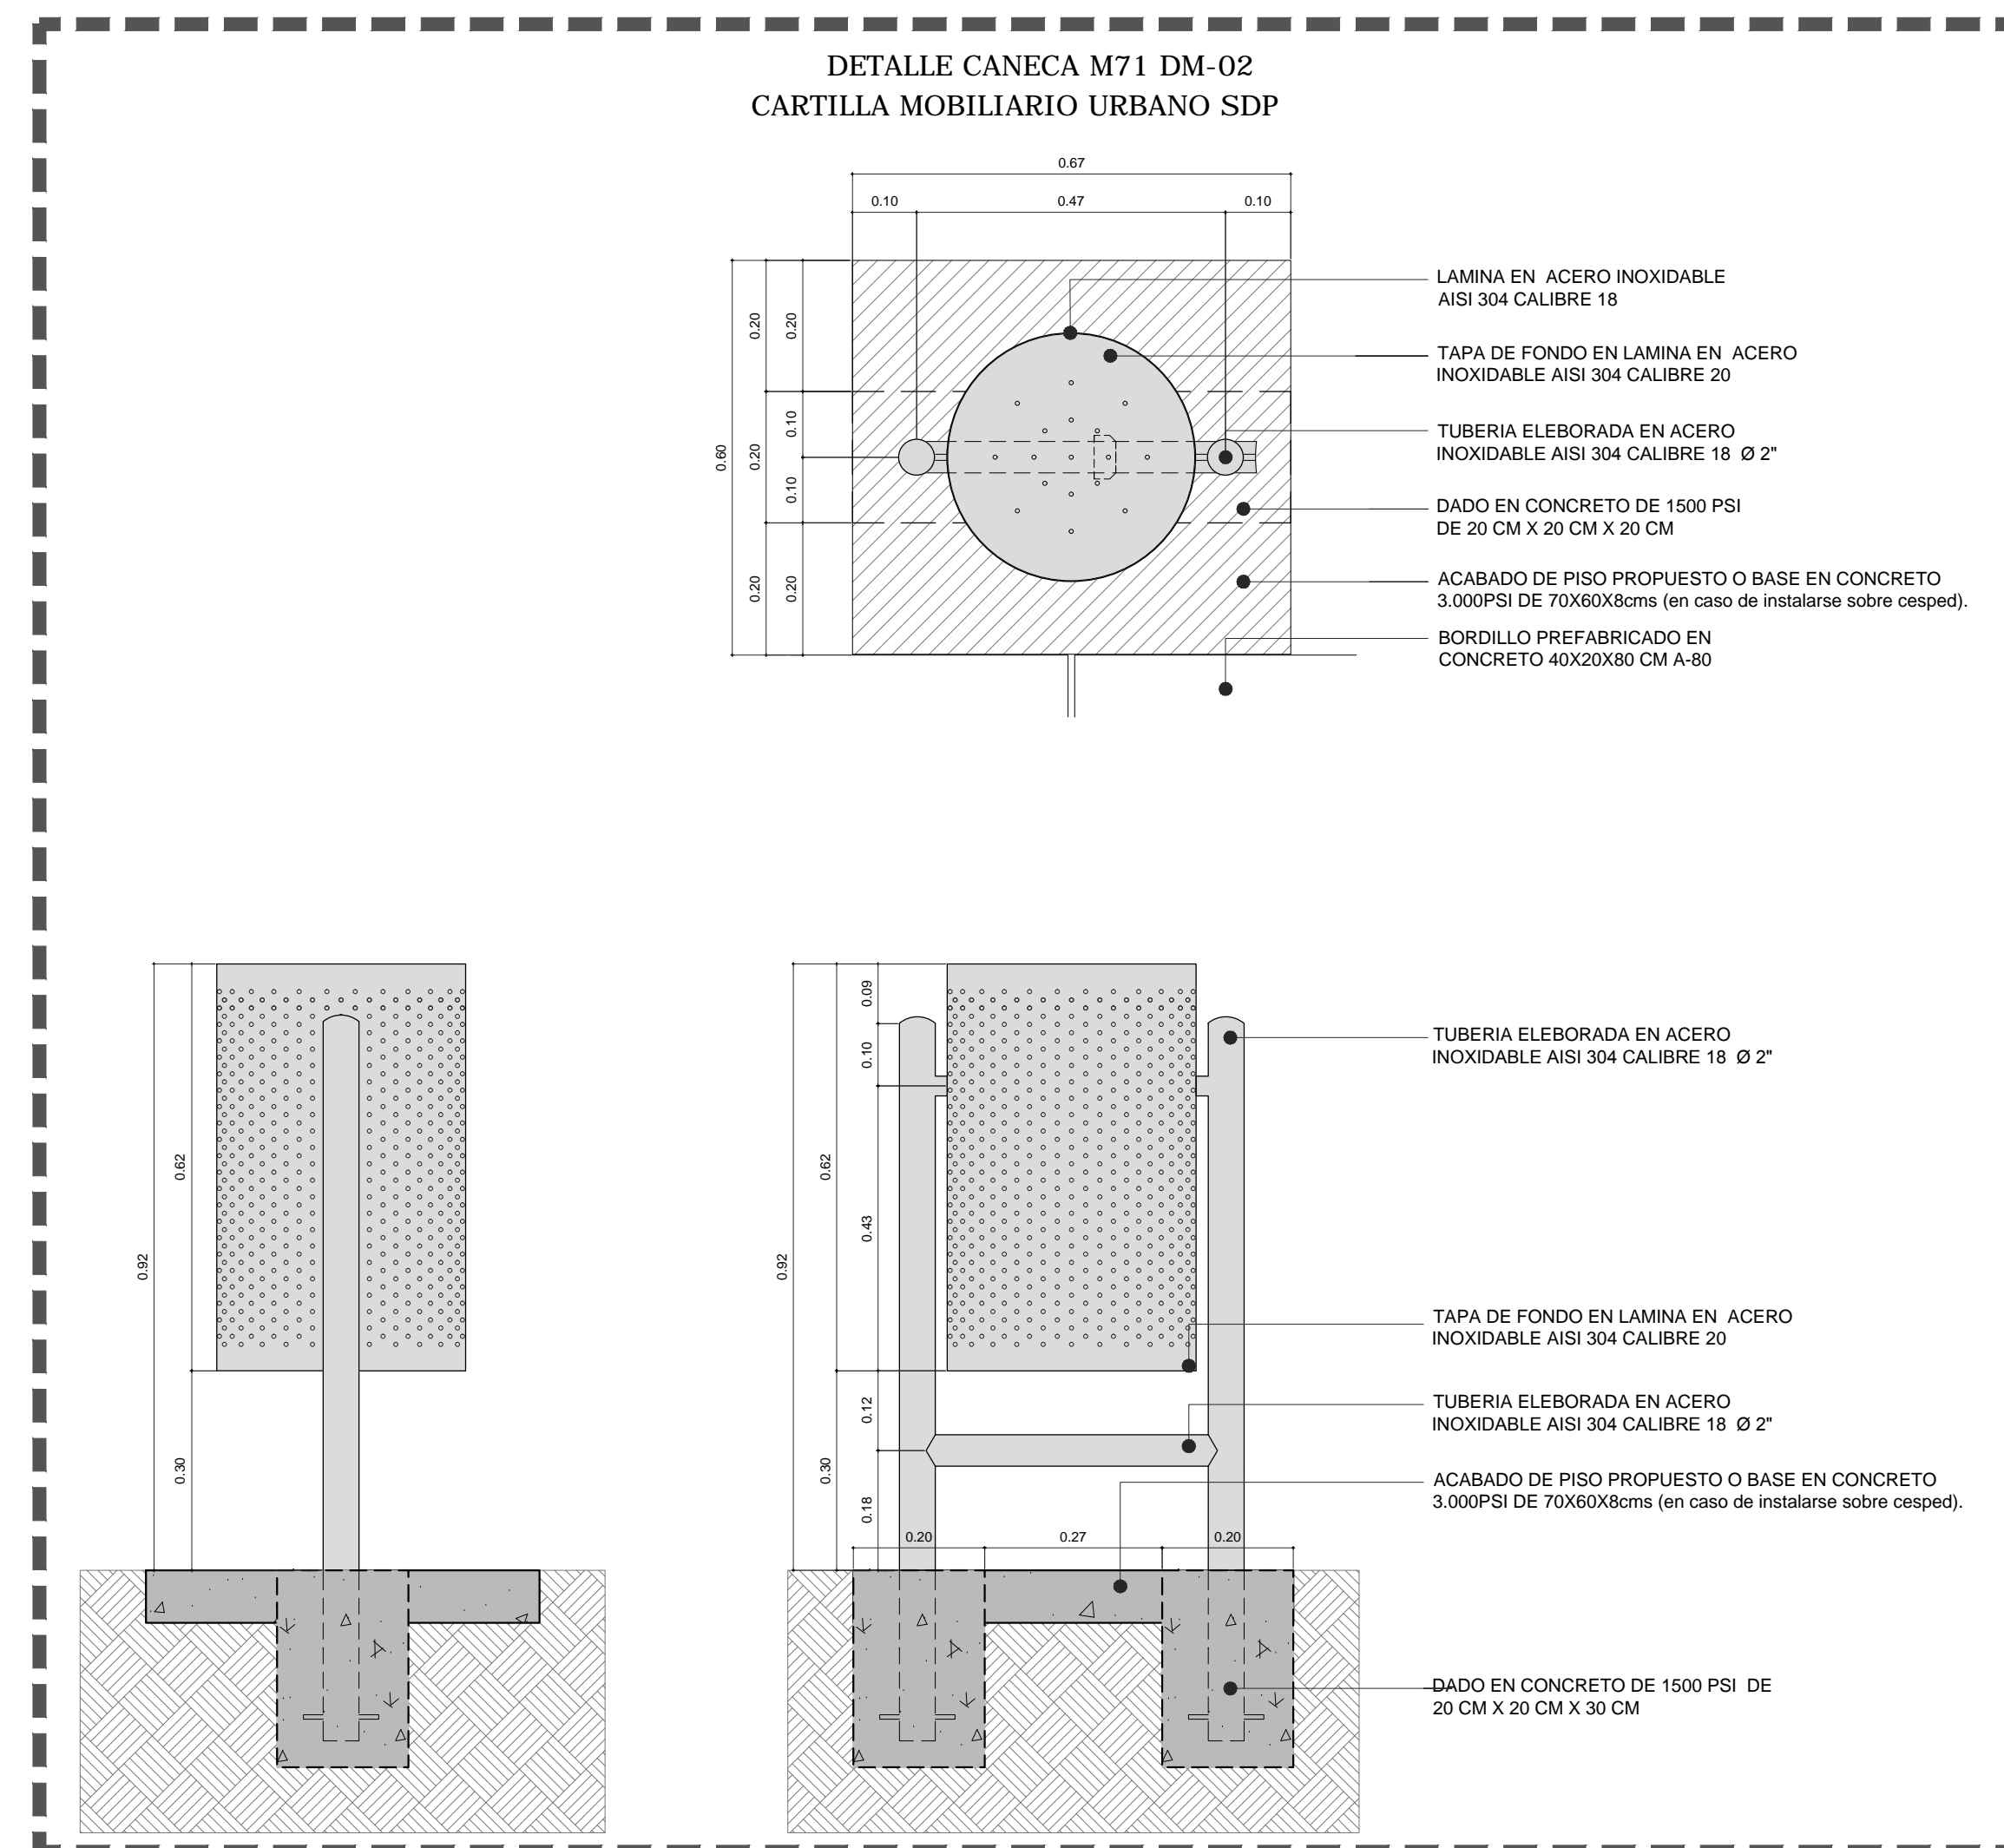 DETALLE CANECA M71 DM-02
CARTILLA MOBILIARIO URBANO SDP
0.67
0.10
0.47
0.10
0.60
0.20
0.20
0.20
0.20
0.10
0.10
0.20
LAMINA EN  ACERO INOXIDABLE
AISI 304 CALIBRE 18
TAPA DE FONDO EN LAMINA EN  ACERO
INOXIDABLE AISI 304 CALIBRE 20
TUBERIA ELEBORADA EN ACERO
INOXIDABLE AISI 304 CALIBRE 18  Ø 2"
DADO EN CONCRETO DE 1500 PSI
DE 20 CM X 20 CM X 20 CM
ACABADO DE PISO PROPUESTO O BASE EN CONCRETO
3.000PSI DE 70X60X8cms (en caso de instalarse sobre cesped).
BORDILLO PREFABRICADO EN
CONCRETO 40X20X80 CM A-80
0.92
0.62
0.30
0.92
0.62
0.30
0.09
0.10
0.43
0.12
0.18
0.20
0.27
0.20
TUBERIA ELEBORADA EN ACERO
INOXIDABLE AISI 304 CALIBRE 18  Ø 2"
TAPA DE FONDO EN LAMINA EN  ACERO
INOXIDABLE AISI 304 CALIBRE 20
TUBERIA ELEBORADA EN ACERO
INOXIDABLE AISI 304 CALIBRE 18  Ø 2"
ACABADO DE PISO PROPUESTO O BASE EN CONCRETO
3.000PSI DE 70X60X8cms (en caso de instalarse sobre cesped).
DADO EN CONCRETO DE 1500 PSI  DE
20 CM X 20 CM X 30 CM